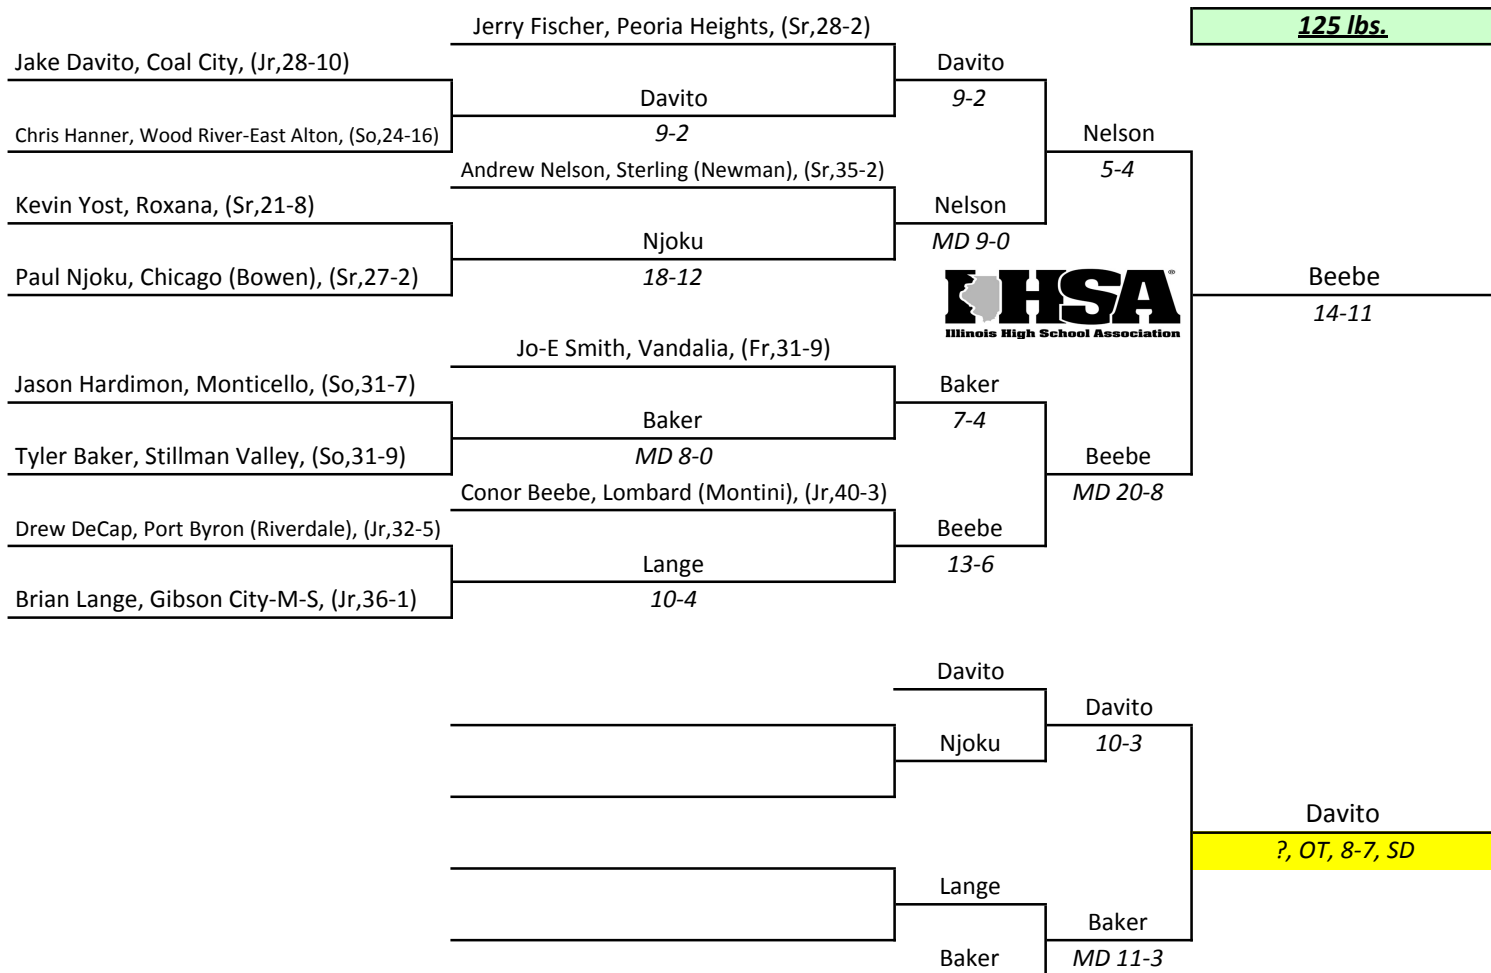 Jerry Fischer, Peoria Heights, (Sr,28-2)
125 lbs.
Jake Davito, Coal City, (Jr,28-10)
Davito
Davito
9-2
Chris Hanner, Wood River-East Alton, (So,24-16)
9-2
Nelson
Andrew Nelson, Sterling (Newman), (Sr,35-2)
5-4
Kevin Yost, Roxana, (Sr,21-8)
Nelson
Njoku
MD 9-0
Paul Njoku, Chicago (Bowen), (Sr,27-2)
18-12
IHSA
Illinois High School Association
Beebe
14-11
Jo-E Smith, Vandalia, (Fr,31-9)
Jason Hardimon, Monticello, (So,31-7)
Baker
Baker
7-4
Tyler Baker, Stillman Valley, (So,31-9)
MD 8-0
Beebe
Conor Beebe, Lombard (Montini), (Jr,40-3)
MD 20-8
Drew DeCap, Port Byron (Riverdale), (Jr,32-5)
Beebe
Lange
13-6
Brian Lange, Gibson City-M-S, (Jr,36-1)
10-4
Davito
Davito
Njoku
10-3
Davito
?, OT, 8-7, SD
Lange
Baker
Baker
MD 11-3